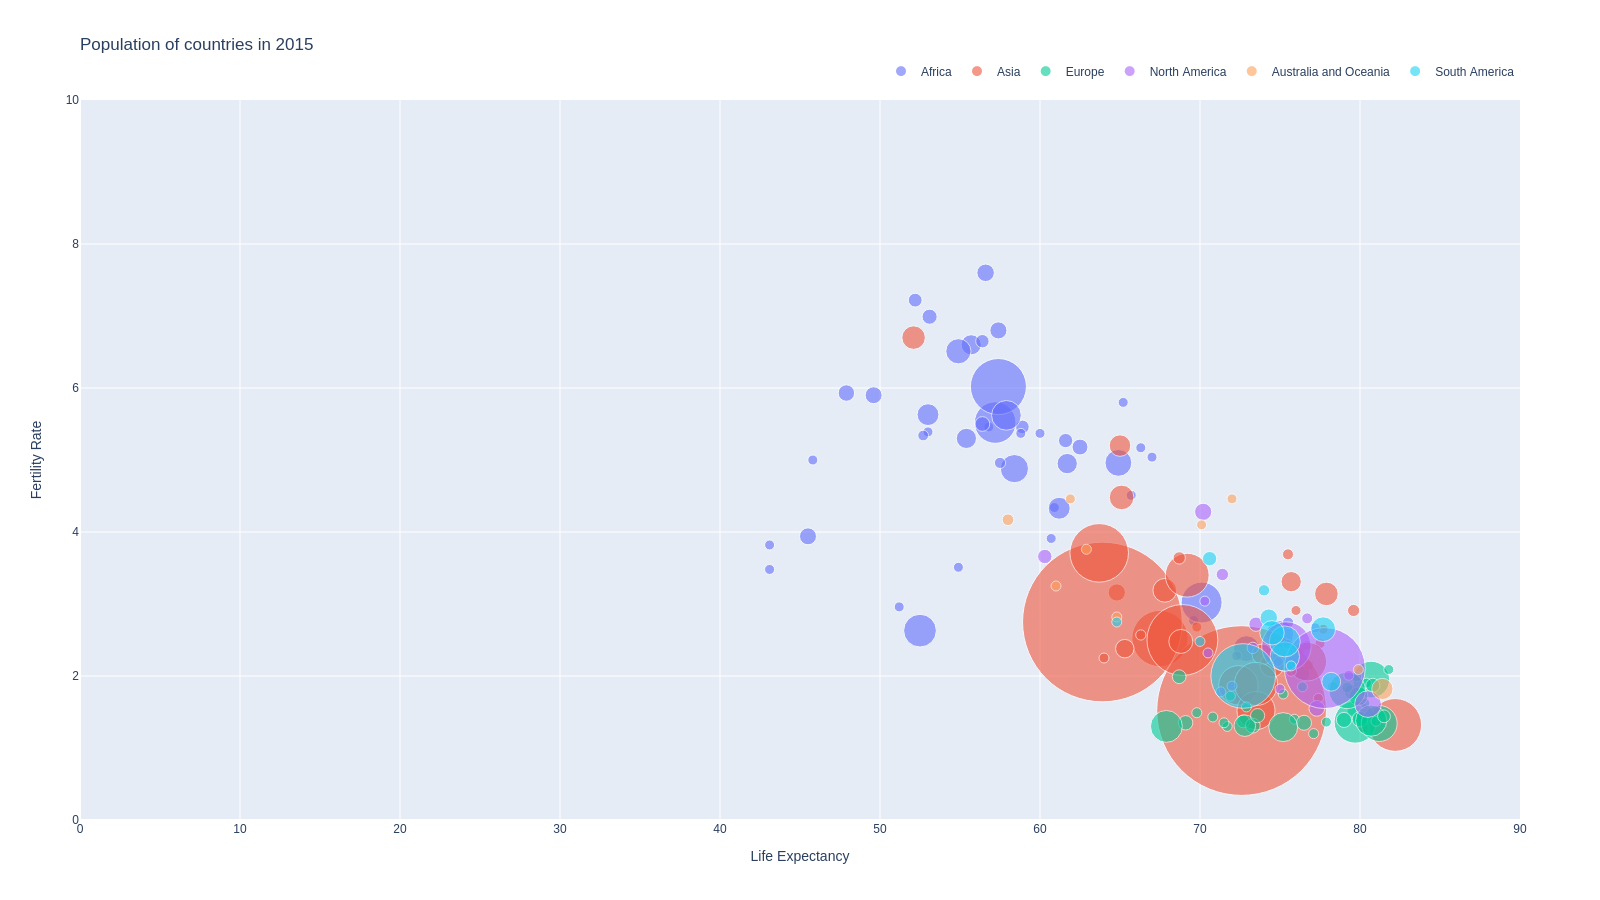 Population of countries in 2015
Africa Asia Europe North America Australia and Oceania South America
10
8
6
4
2
0
Fertility Rate
0 10 20 30 40 50 60 70 80 90
Life Expectancy